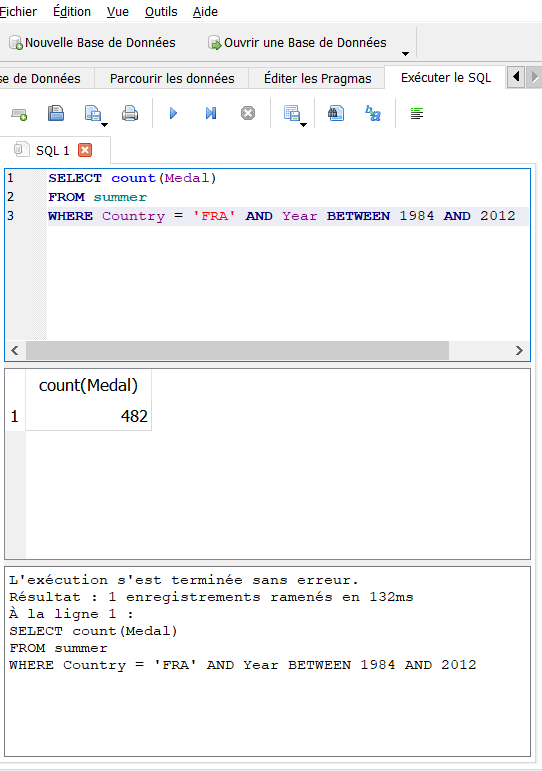 Fichier Édition Vue Outils Aide
Nouvelle Base de Données Ouvrir une Base de Données
se de Données Parcourir les données Éditer les Pragmas Exécuter le SQL
SQL 1
1 SELECT count(Medal)
2 FROM summer
3 WHERE Country = 'FRA' AND Year BETWEEN 1984 AND 2012
count(Medal)
1 482
L'exécution s'est terminée sans erreur.
Résultat : 1 enregistrements ramenés en 132ms
À la ligne 1 :
SELECT count(Medal)
FROM summer
WHERE Country = 'FRA' AND Year BETWEEN 1984 AND 2012